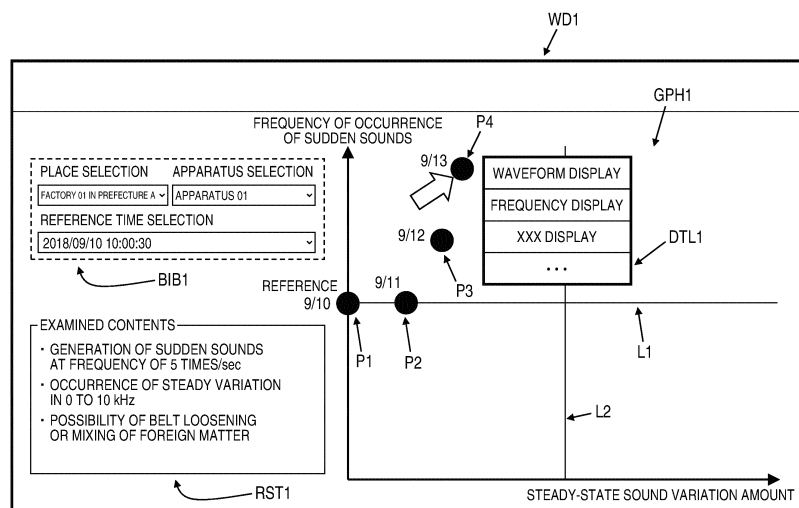 WD1
GPH1
FREQUENCY OF OCCURRENCE
OF SUDDEN SOUNDS
P4
9/13
PLACE SELECTION
APPARATUS SELECTION
FACTORY 01 IN PREFECTURE A
APPARATUS 01
REFERENCE TIME SELECTION
2018/09/10 10:00:30
BIB1
WAVEFORM DISPLAY
FREQUENCY DISPLAY
XXX DISPLAY
...
DTL1
9/12
P3
REFERENCE
9/10
9/11
P1
P2
L1
L2
EXAMINED CONTENTS
· GENERATION OF SUDDEN SOUNDS
AT FREQUENCY OF 5 TIMES/sec
· OCCURRENCE OF STEADY VARIATION
IN 0 TO 10 kHz
· POSSIBILITY OF BELT LOOSENING
OR MIXING OF FOREIGN MATTER
RST1
STEADY-STATE SOUND VARIATION AMOUNT